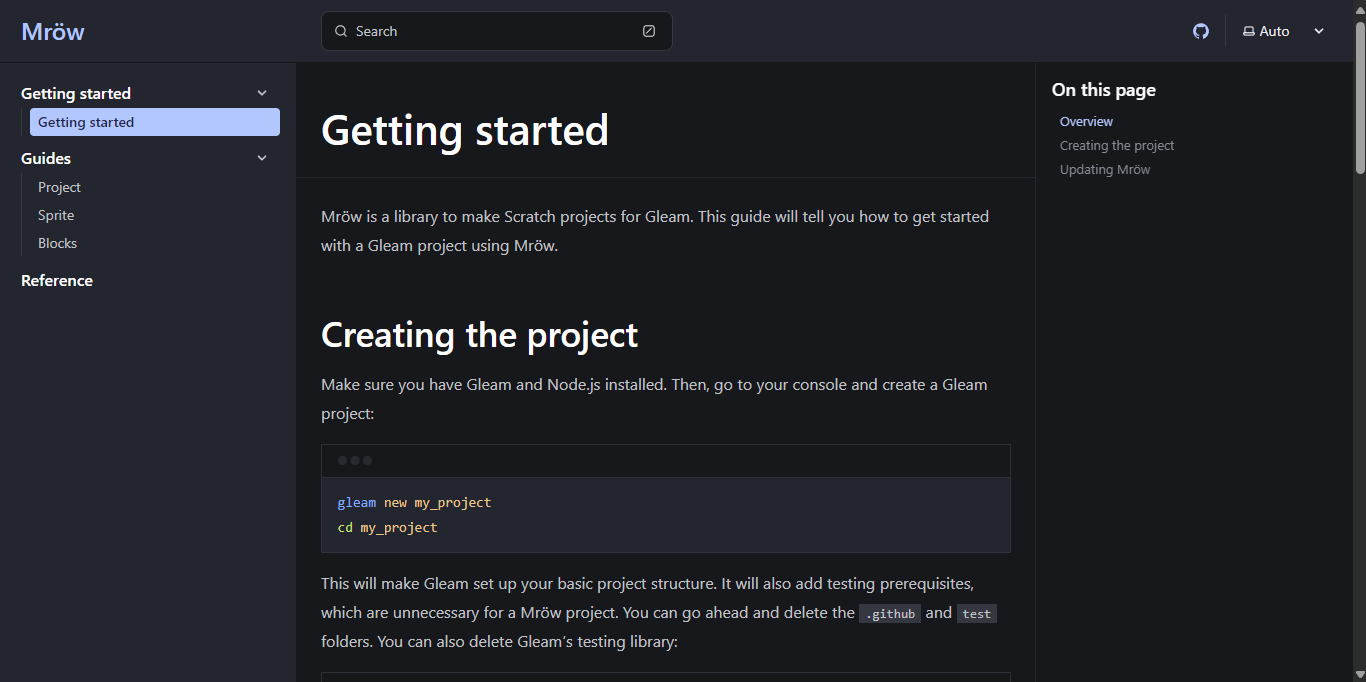 Mröw
Search
Auto
Getting started
Getting started
Guides
Project
Sprite
Blocks
Reference
Getting started
Mröw is a library to make Scratch projects for Gleam. This guide will tell you how to get started
with a Gleam project using Mröw.
Creating the project
Make sure you have Gleam and Node.js installed. Then, go to your console and create a Gleam
project:
gleam new my_project
cd my_project
This will make Gleam set up your basic project structure. It will also add testing prerequisites,
which are unnecessary for a Mröw project. You can go ahead and delete the .github and test
folders. You can also delete Gleam’s testing library:
On this page
Overview
Creating the project
Updating Mröw